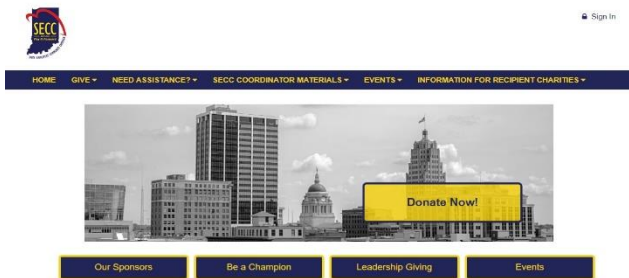 SECC
Sign In
HOME GIVE NEED ASSISTANCE? SECC COORDINATOR MATERIALS EVENTS INFORMATION FOR RECIPIENT CHARITIES
Donate Now!
Our Sponsors Be a Champion Leadership Giving Events